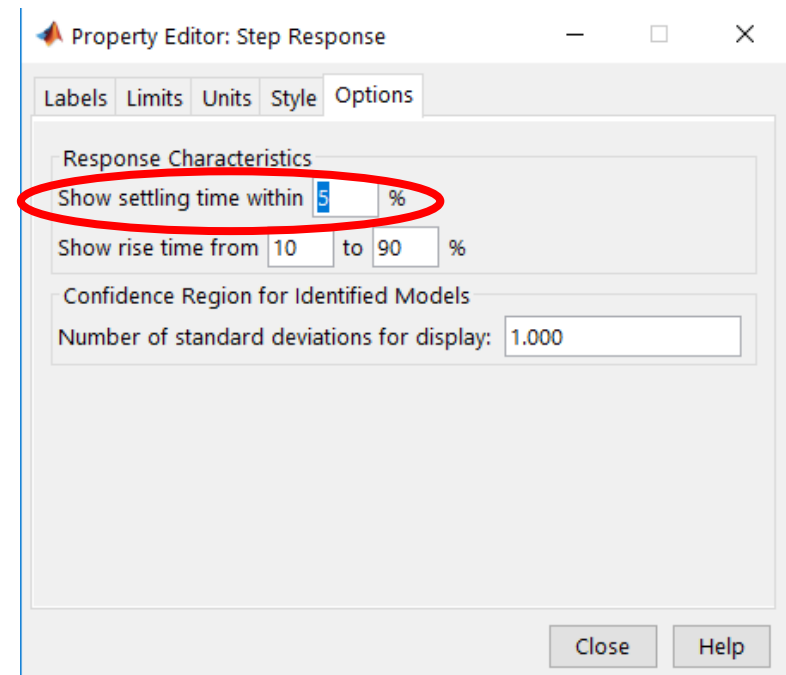 Property Editor: Step Response
Labels Limits Units Style Options
Response Characteristics
Show settling time within 5 %
Show rise time from 10 to 90 %
Confidence Region for Identified Models
Number of standard deviations for display: 1.000
Close Help